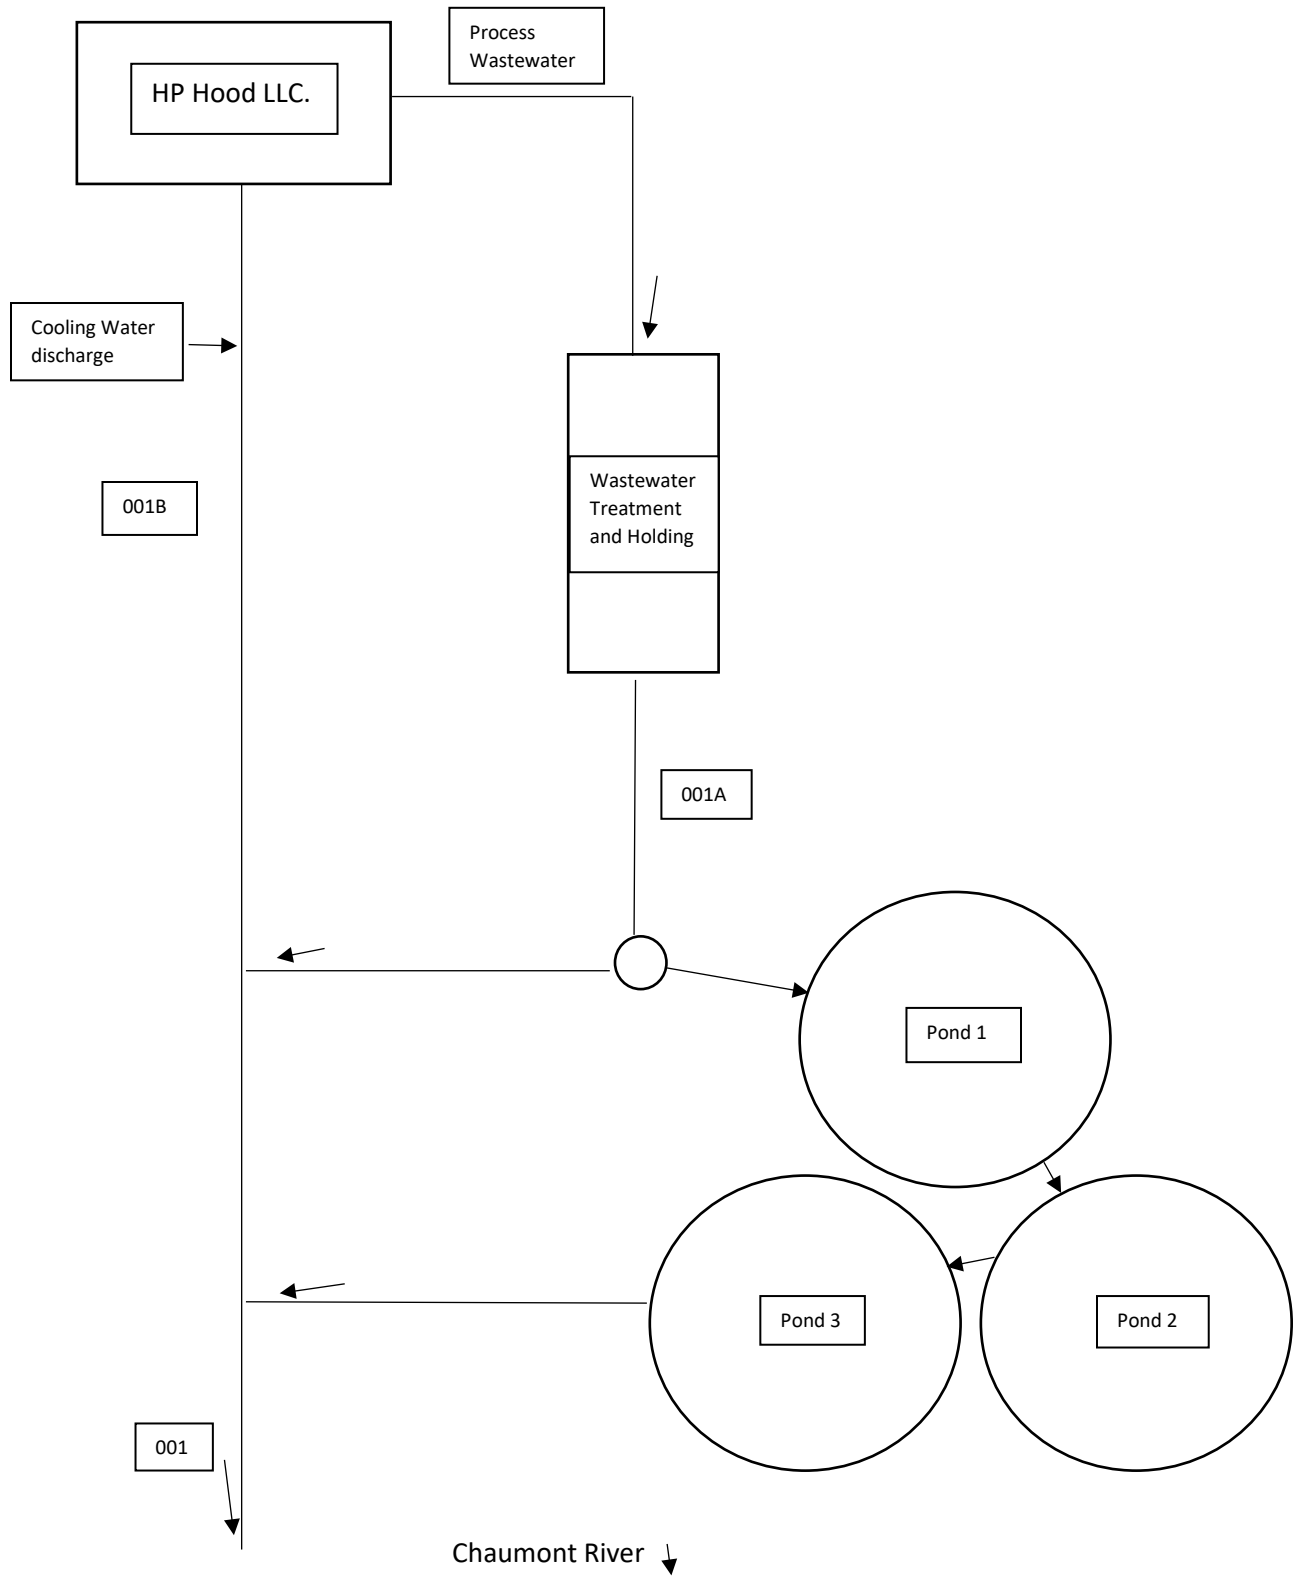 Process
Wastewater
HP Hood LLC.
Cooling Water
discharge
001B
Wastewater
Treatment
and Holding
001A
Pond 1
Pond 3
Pond 2
001
Chaumont River